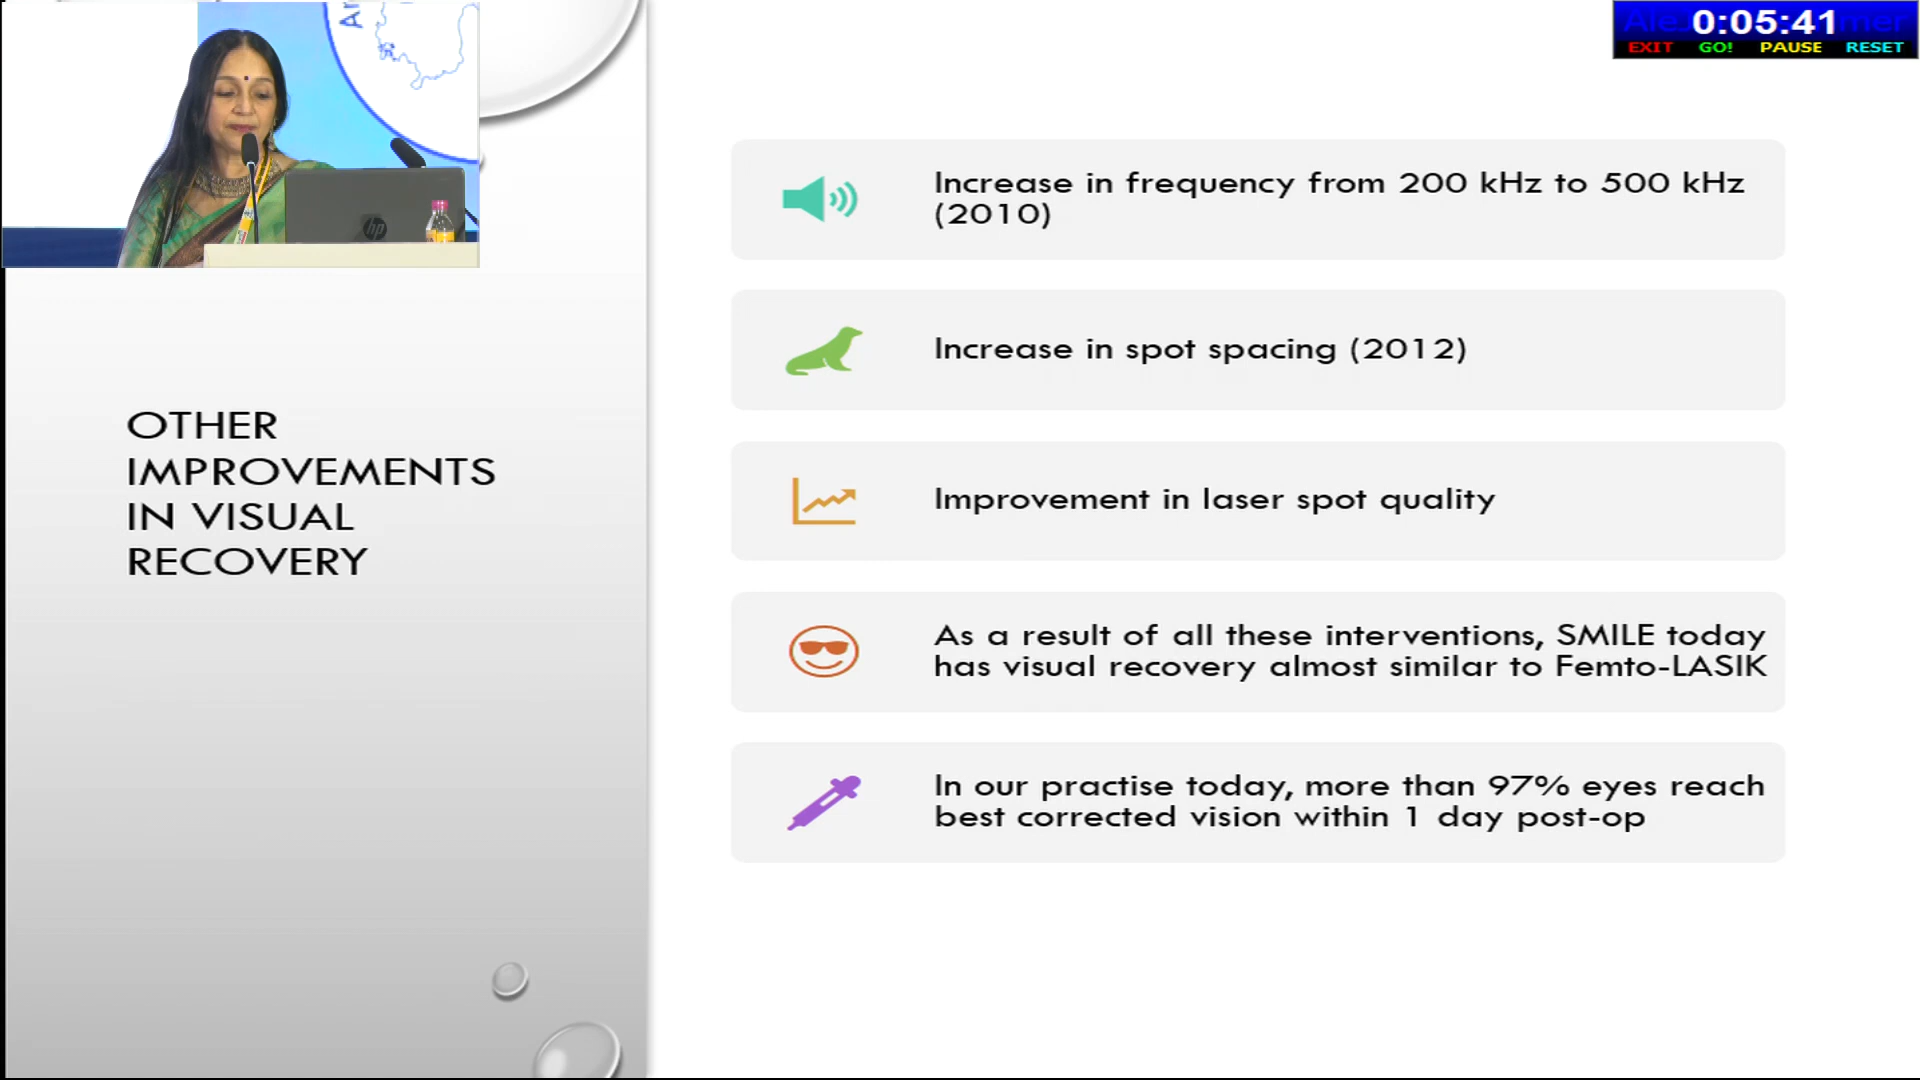 0:05:41
EXIT GO! PAUSE RESET
hp
OTHER
IMPROVEMENTS
IN VISUAL
RECOVERY
Increase in frequency from 200 kHz to 500 kHz
(2010)
Increase in spot spacing (2012)
Improvement in laser spot quality
As a result of all these interventions, SMILE today
has visual recovery almost similar to Femto-LASIK
In our practise today, more than 97% eyes reach
best corrected vision within 1 day post-op